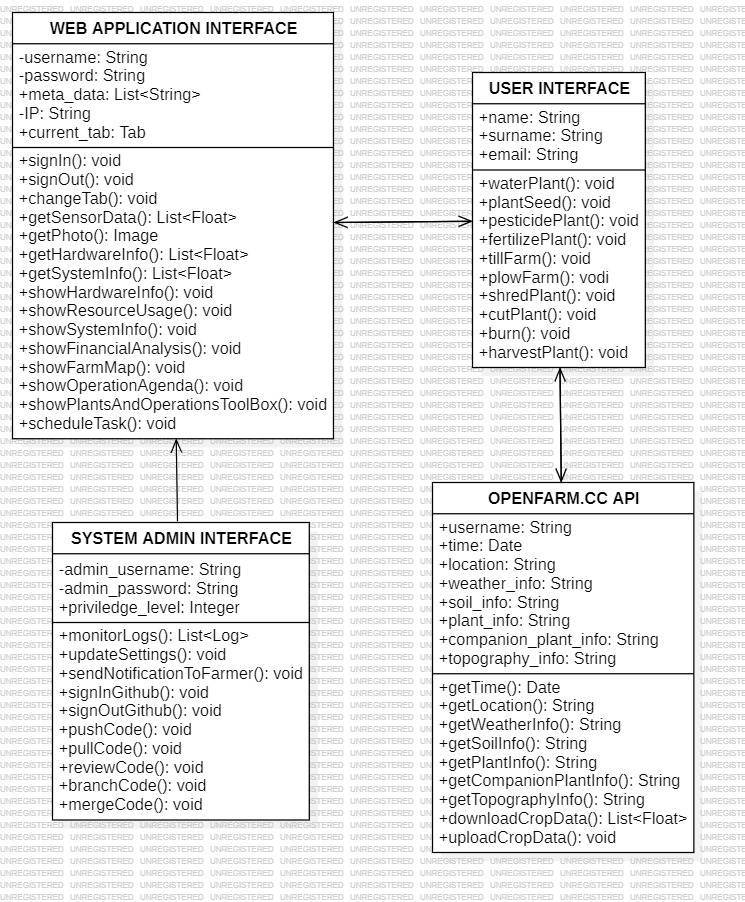 WEB APPLICATION INTERFACE
-username: String
-password: String
+meta_data: List<String>
-IP: String
+current_tab: Tab
+signIn(): void
+signOut(): void
+changeTab(): void
+getSensorData(): List<Float>
+getPhoto(): Image
+getHardwareInfo(): List<Float>
+getSystemInfo(): List<Float>
+showHardwareInfo(): void
+showResourceUsage(): void
+showSystemInfo(): void
+showFinancialAnalysis(): void
+showFarmMap(): void
+showOperationAgenda(): void
+showPlantsAndOperationsToolBox(): void
+scheduleTask(): void
USER INTERFACE
+name: String
+surname: String
+email: String
+waterPlant(): void
+plantSeed(): void
+pesticidePlant(): void
+fertilizePlant(): void
+tillFarm(): void
+plowFarm(): vodi
+shredPlant(): void
+cutPlant(): void
+burn(): void
+harvestPlant(): void
SYSTEM ADMIN INTERFACE
-admin_username: String
-admin_password: String
+priviledge_level: Integer
+monitorLogs(): List<Log>
+updateSettings(): void
+sendNotificationToFarmer(): void
+signInGithub(): void
+signOutGithub(): void
+pushCode(): void
+pullCode(): void
+reviewCode(): void
+branchCode(): void
+mergeCode(): void
OPENFARM.CC API
+username: String
+time: Date
+location: String
+weather_info: String
+soil_info: String
+plant_info: String
+companion_plant_info: String
+topography_info: String
+getTime(): Date
+getLocation(): String
+getWeatherInfo(): String
+getSoilInfo(): String
+getPlantInfo(): String
+getCompanionPlantInfo(): String
+getTopographyInfo(): String
+downloadCropData(): List<Float>
+uploadCropData(): void
UNREGISTERED